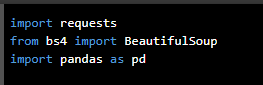 import requests
from bs4 import BeautifulSoup
import pandas as pd